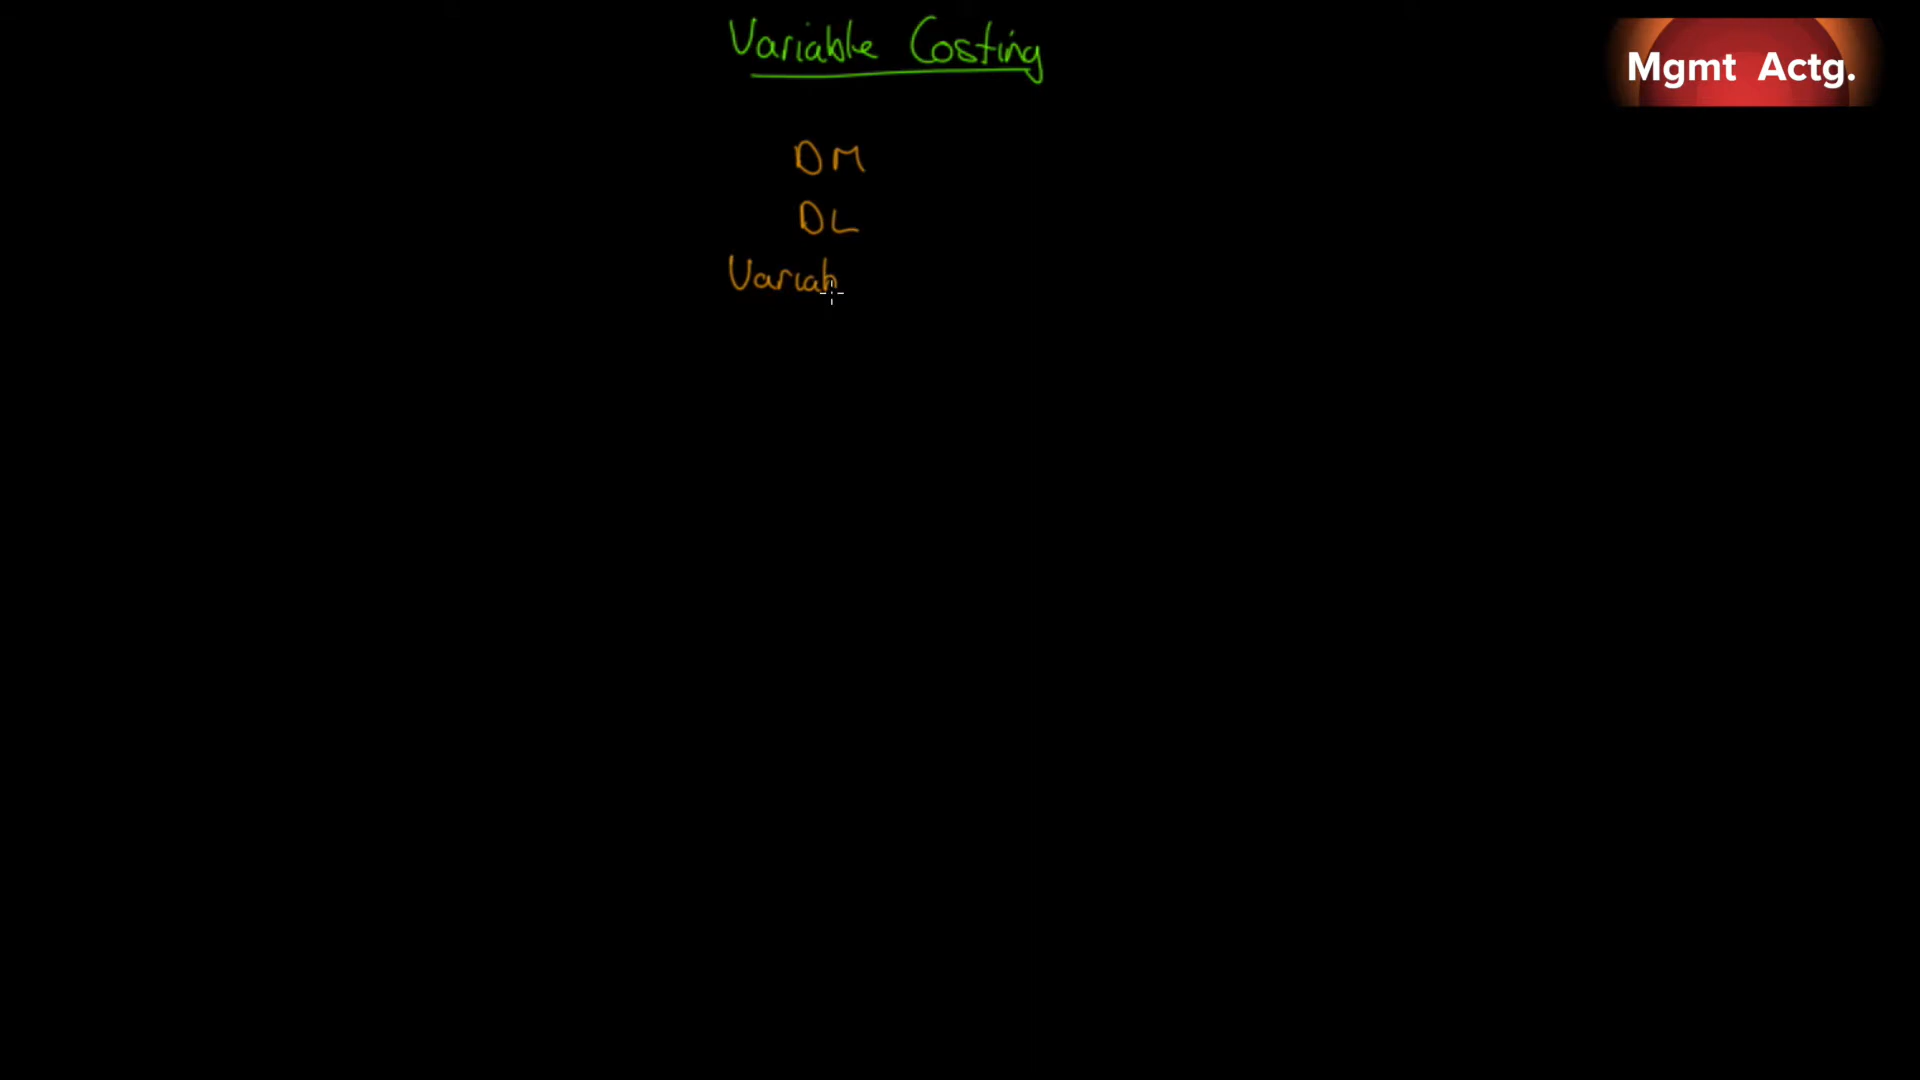 Variable Costing
Mgmt Actg.
DM
DL
Variab